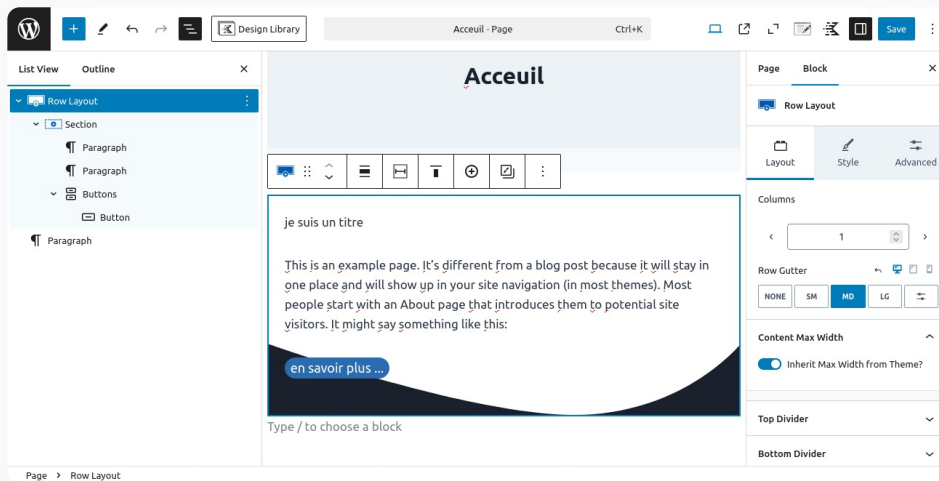 Design Library
Acceuil · Page
Ctrl+K
Save
List View
Outline
Row Layout
Section
Paragraph
Paragraph
Buttons
Button
Paragraph
Acceuil
je suis un titre
This is an example page. It’s different from a blog post because it will stay in
one place and will show up in your site navigation (in most themes). Most
people start with an About page that introduces them to potential site
visitors. It might say something like this:
en savoir plus ...
Type / to choose a block
Page
Block
Row Layout
Layout
Style
Advanced
Columns
1
Row Gutter
NONE
SM
MD
LG
Content Max Width
Inherit Max Width from Theme?
Top Divider
Bottom Divider
Page > Row Layout